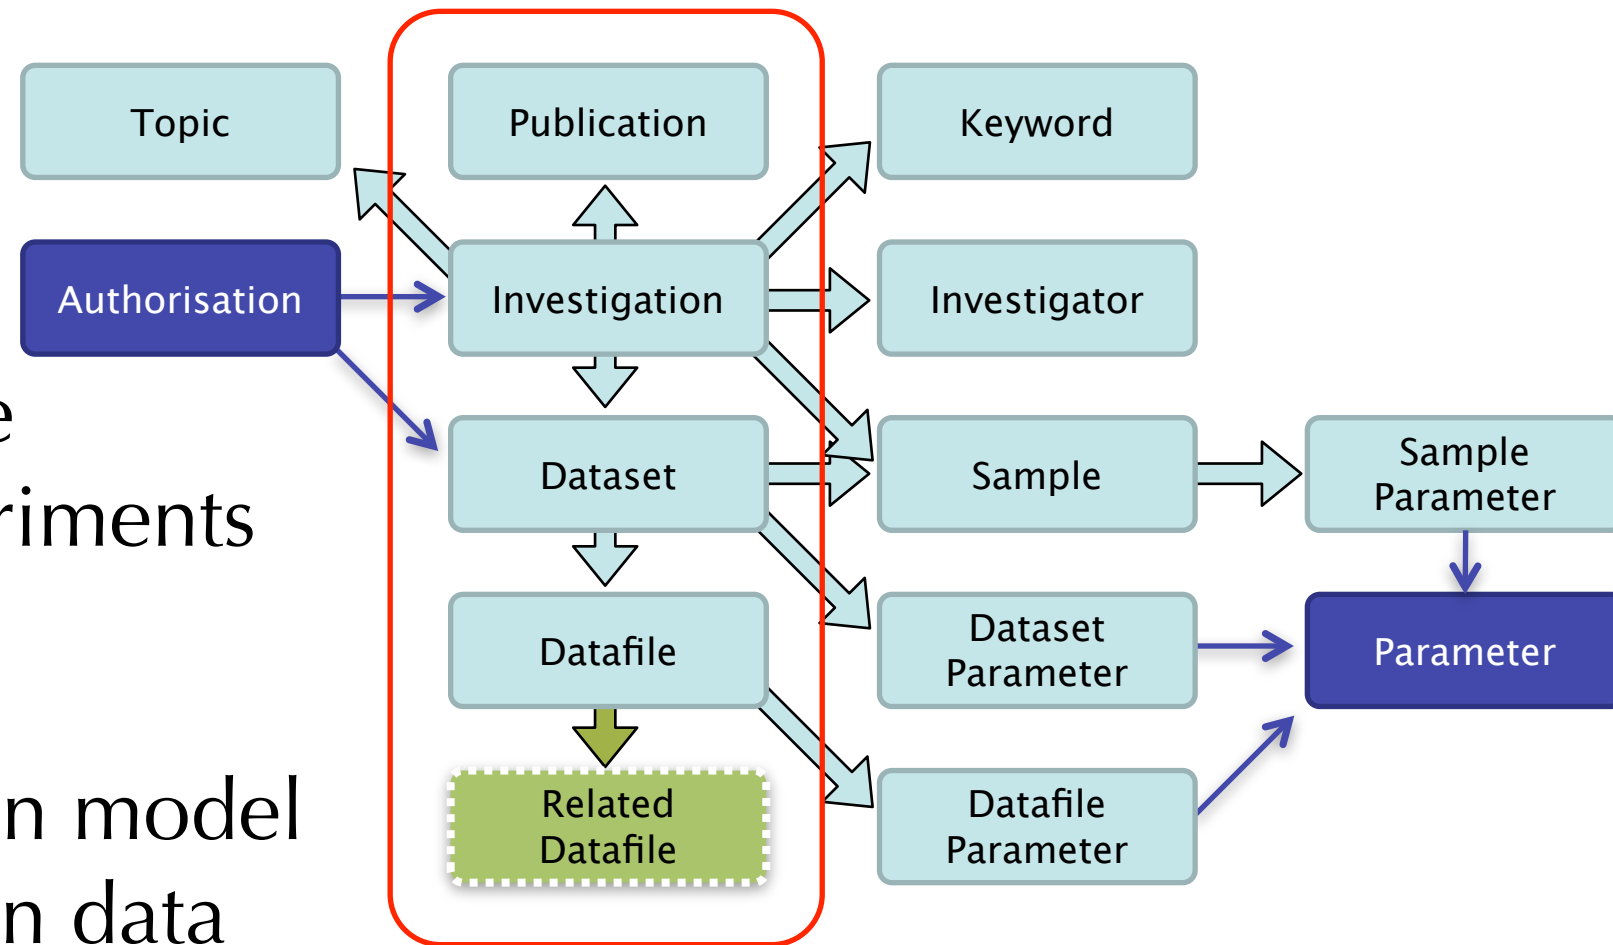 Topic
Publication
Keyword
Authorisation
Investigation
Investigator
Dataset
Sample
Sample
Parameter
riments
Datafile
Dataset
Parameter
Parameter
n model
n data
Related
Datafile
Datafile
Parameter